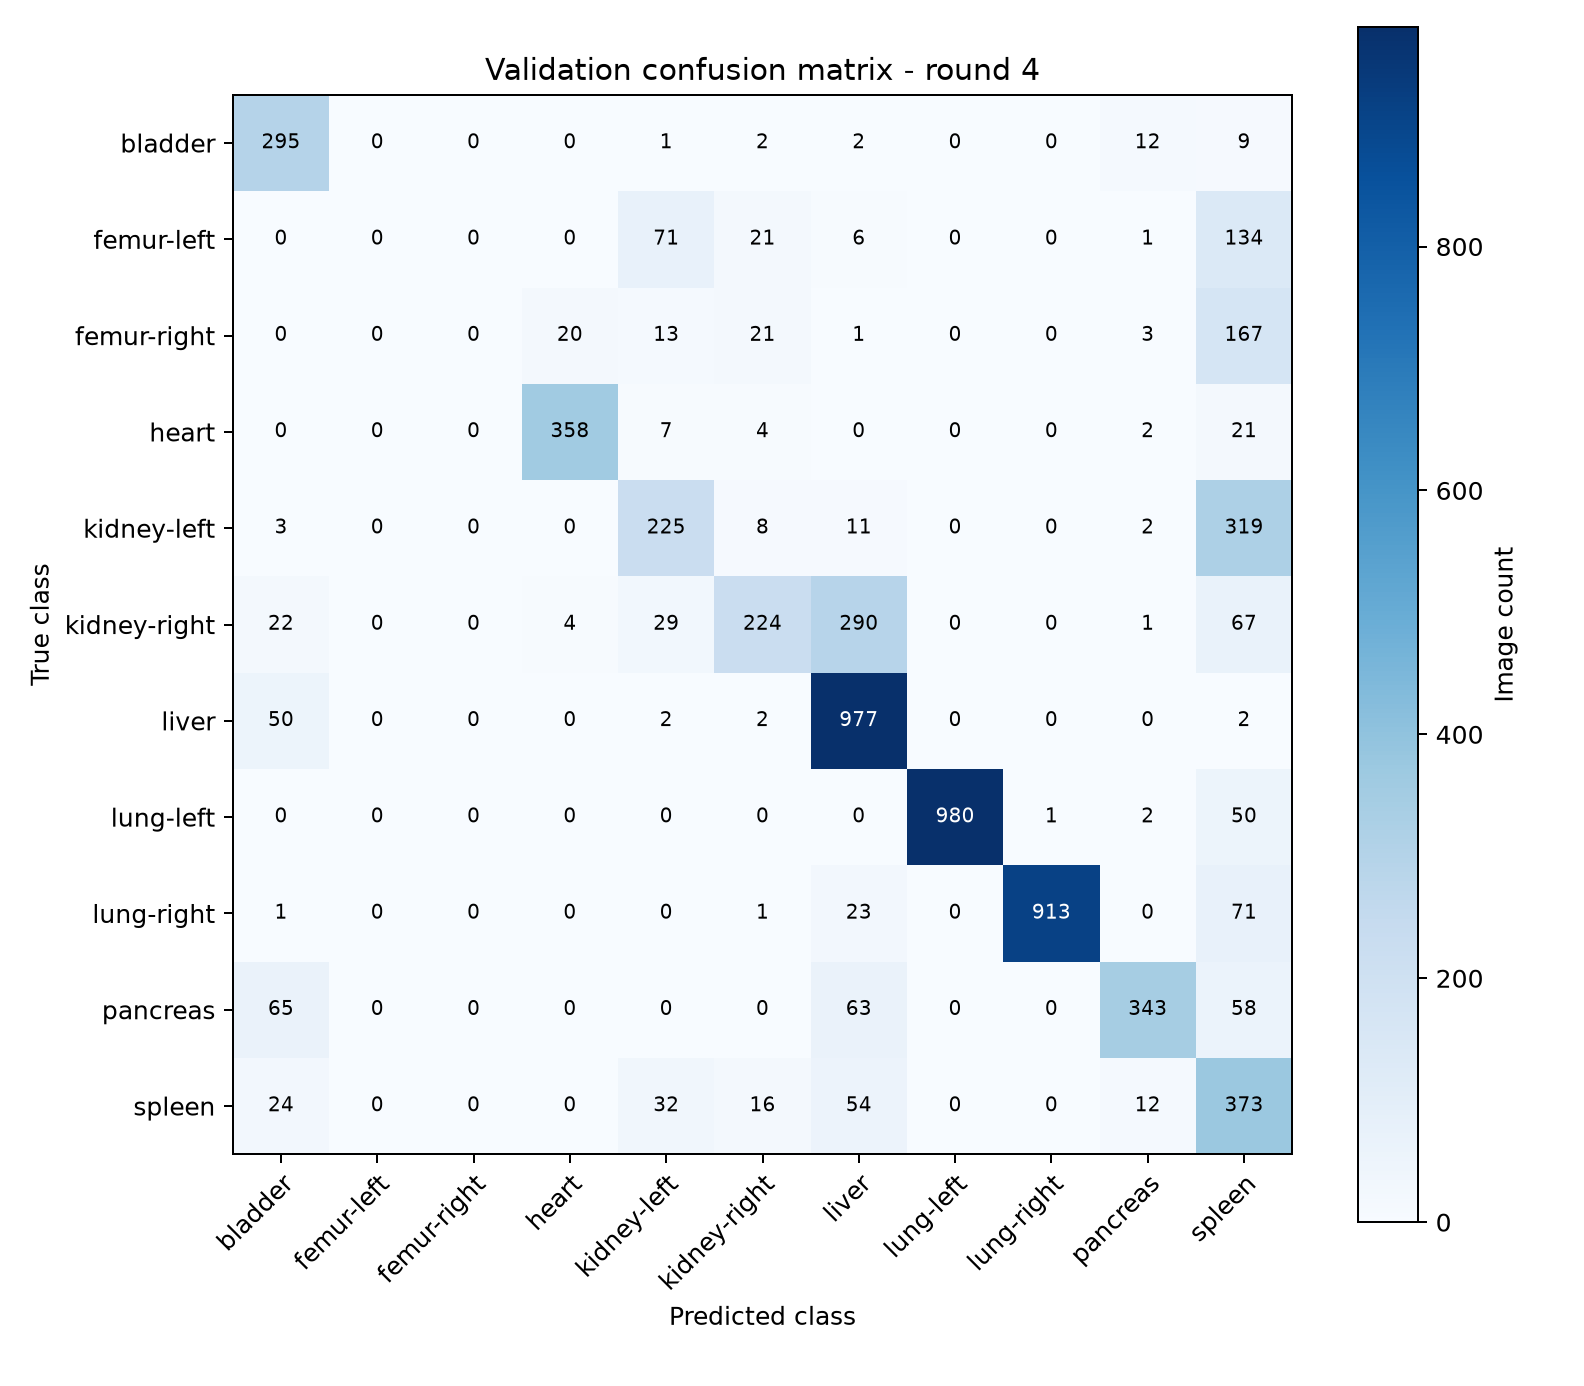 Validation confusion matrix - round 4
bladder 295 0 0 0 1 2 2 0 0 12 9
femur-left 0 0 0 0 71 21 6 0 0 1 134
femur-right 0 0 0 20 13 21 1 0 0 3 167
heart 0 0 0 358 7 4 0 0 0 2 21
kidney-left 3 0 0 0 225 8 11 0 0 2 319
kidney-right 22 0 0 4 29 224 290 0 0 1 67
liver 50 0 0 0 2 2 977 0 0 0 2
lung-left 0 0 0 0 0 0 0 980 1 2 50
lung-right 1 0 0 0 0 1 23 0 913 0 71
pancreas 65 0 0 0 0 0 63 0 0 343 58
spleen 24 0 0 0 32 16 54 0 0 12 373
bladder femur-left femur-right heart kidney-left kidney-right liver lung-left lung-right pancreas spleen
Predicted class
True class
800
600
400
200
0
Image count